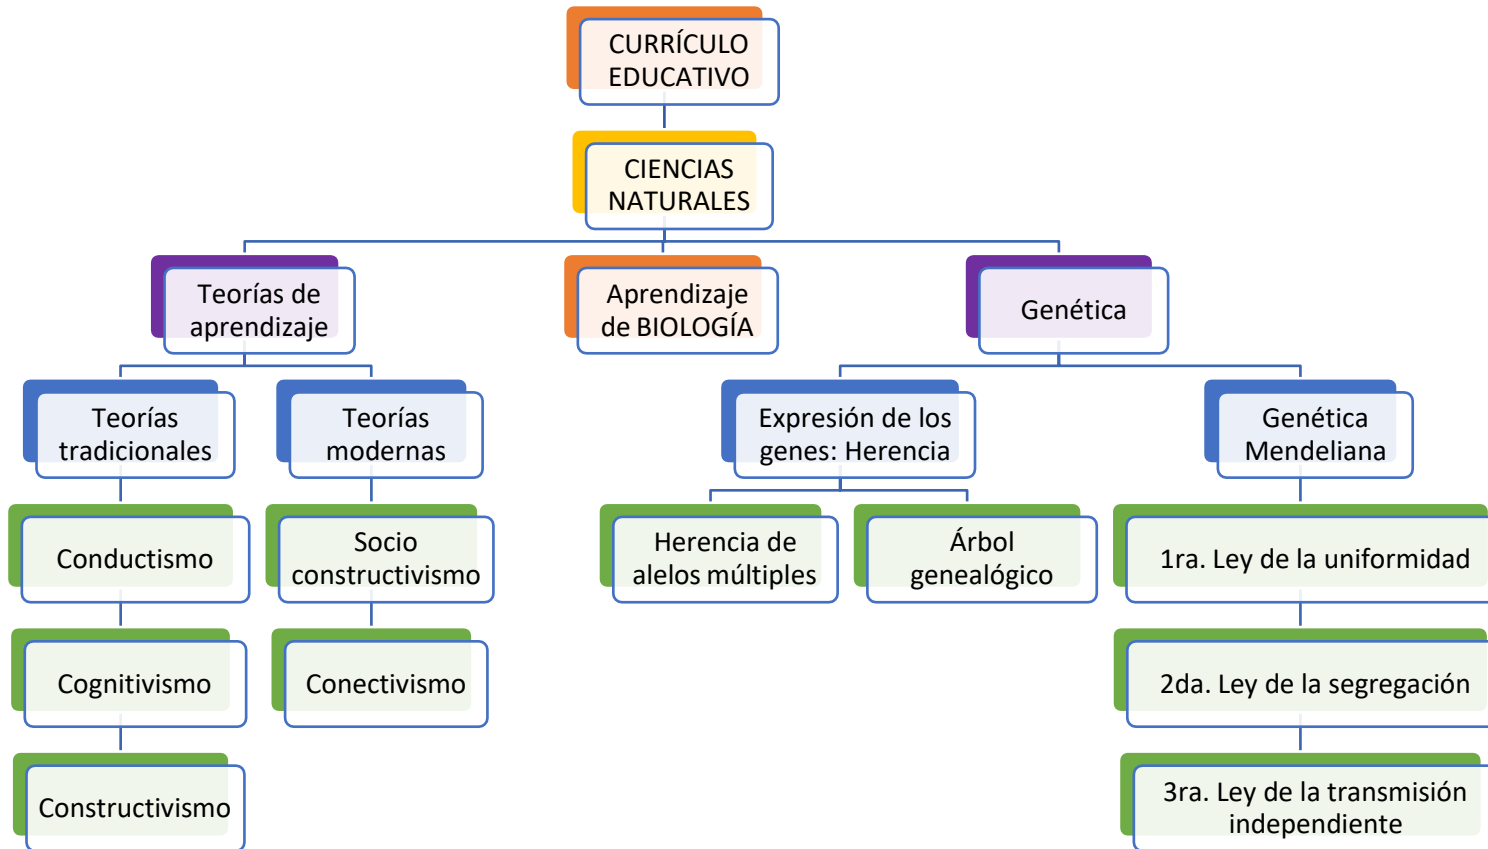 CURRÍCULO
EDUCATIVO
CIENCIAS
NATURALES
Teorías de
aprendizaje
Aprendizaje
de BIOLOGÍA
Genética
Teorías
tradicionales
Teorías
modernas
Expresión de los
genes: Herencia
Genética
Mendeliana
Conductismo
Socio
constructivismo
Herencia de
alelos múltiples
Árbol
genealógico
1ra. Ley de la uniformidad
Cognitivismo
Conectivismo
2da. Ley de la segregación
Constructivismo
3ra. Ley de la transmisión
independiente